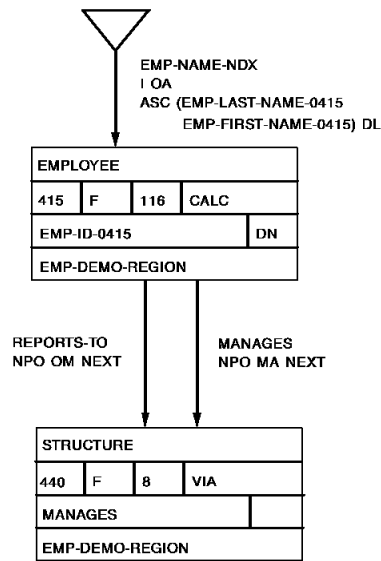 EMP-NAME-NDX
I OA
ASC (EMP-LAST-NAME-0415
EMP-FIRST-NAME-0415) DL
EMPLOYEE
415 F 116 CALC
EMP-ID-0415 DN
EMP-DEMO-REGION
REPORTS-TO
NPO OM NEXT
MANAGES
NPO MA NEXT
STRUCTURE
440 F 8 VIA
MANAGES
EMP-DEMO-REGION